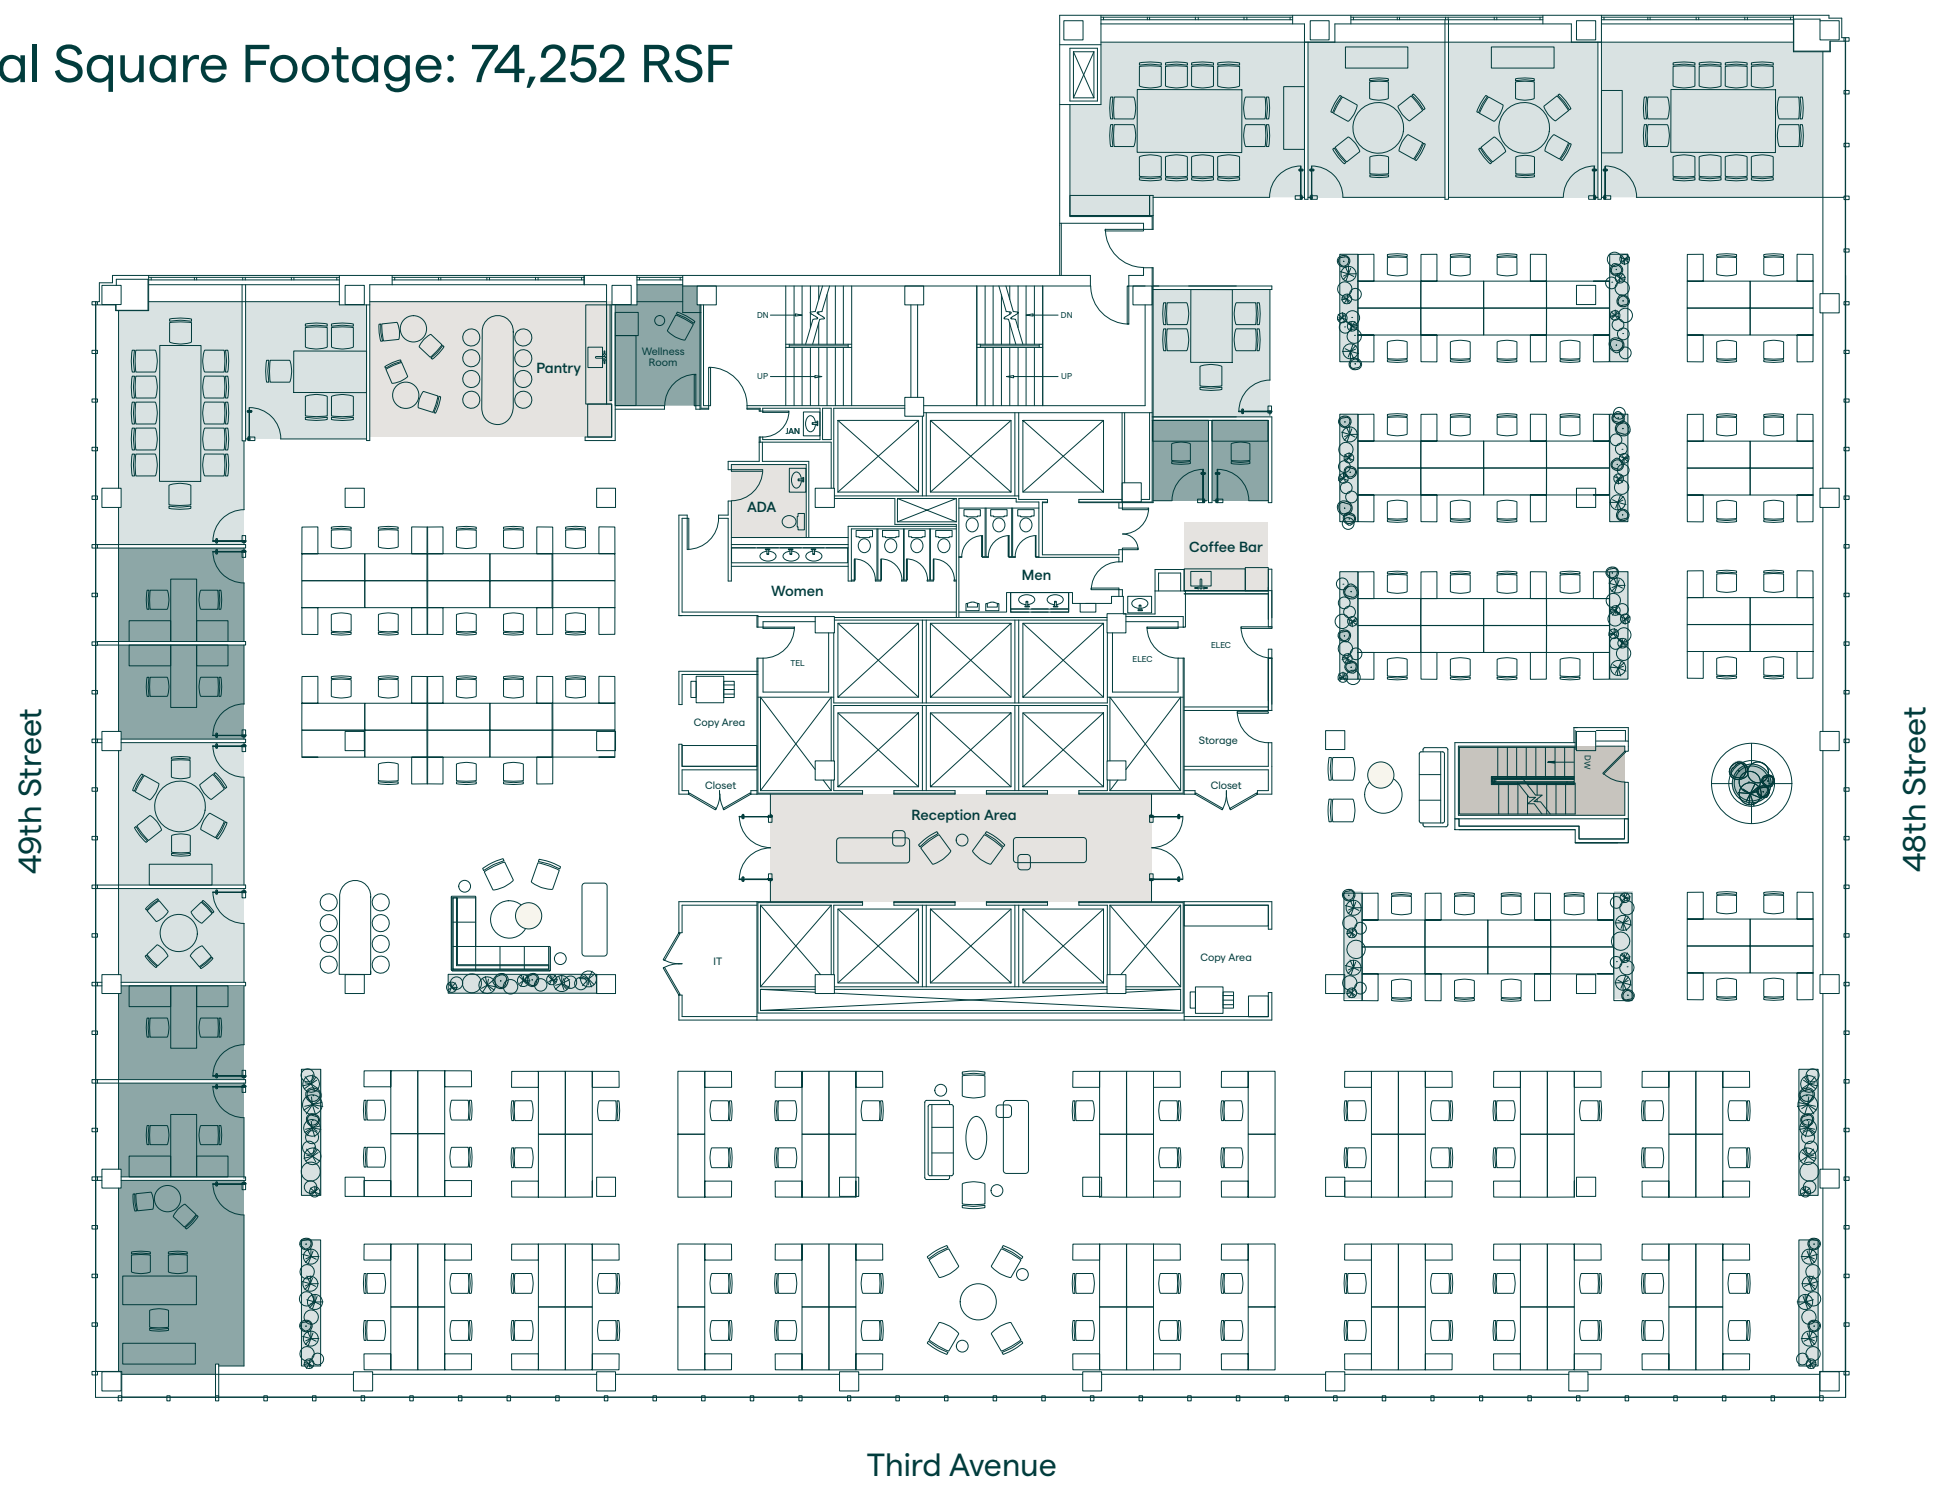 al Square Footage: 74,252 RSF
DN
DN
UP
UP
Wellness
Room
Pantry
JAN
ADA
Women
Men
Coffee Bar
TEL
ELEC
ELEC
Copy Area
Storage
Closet
Closet
Reception Area
DW
IT
Copy Area
49th Street
48th Street
Third Avenue